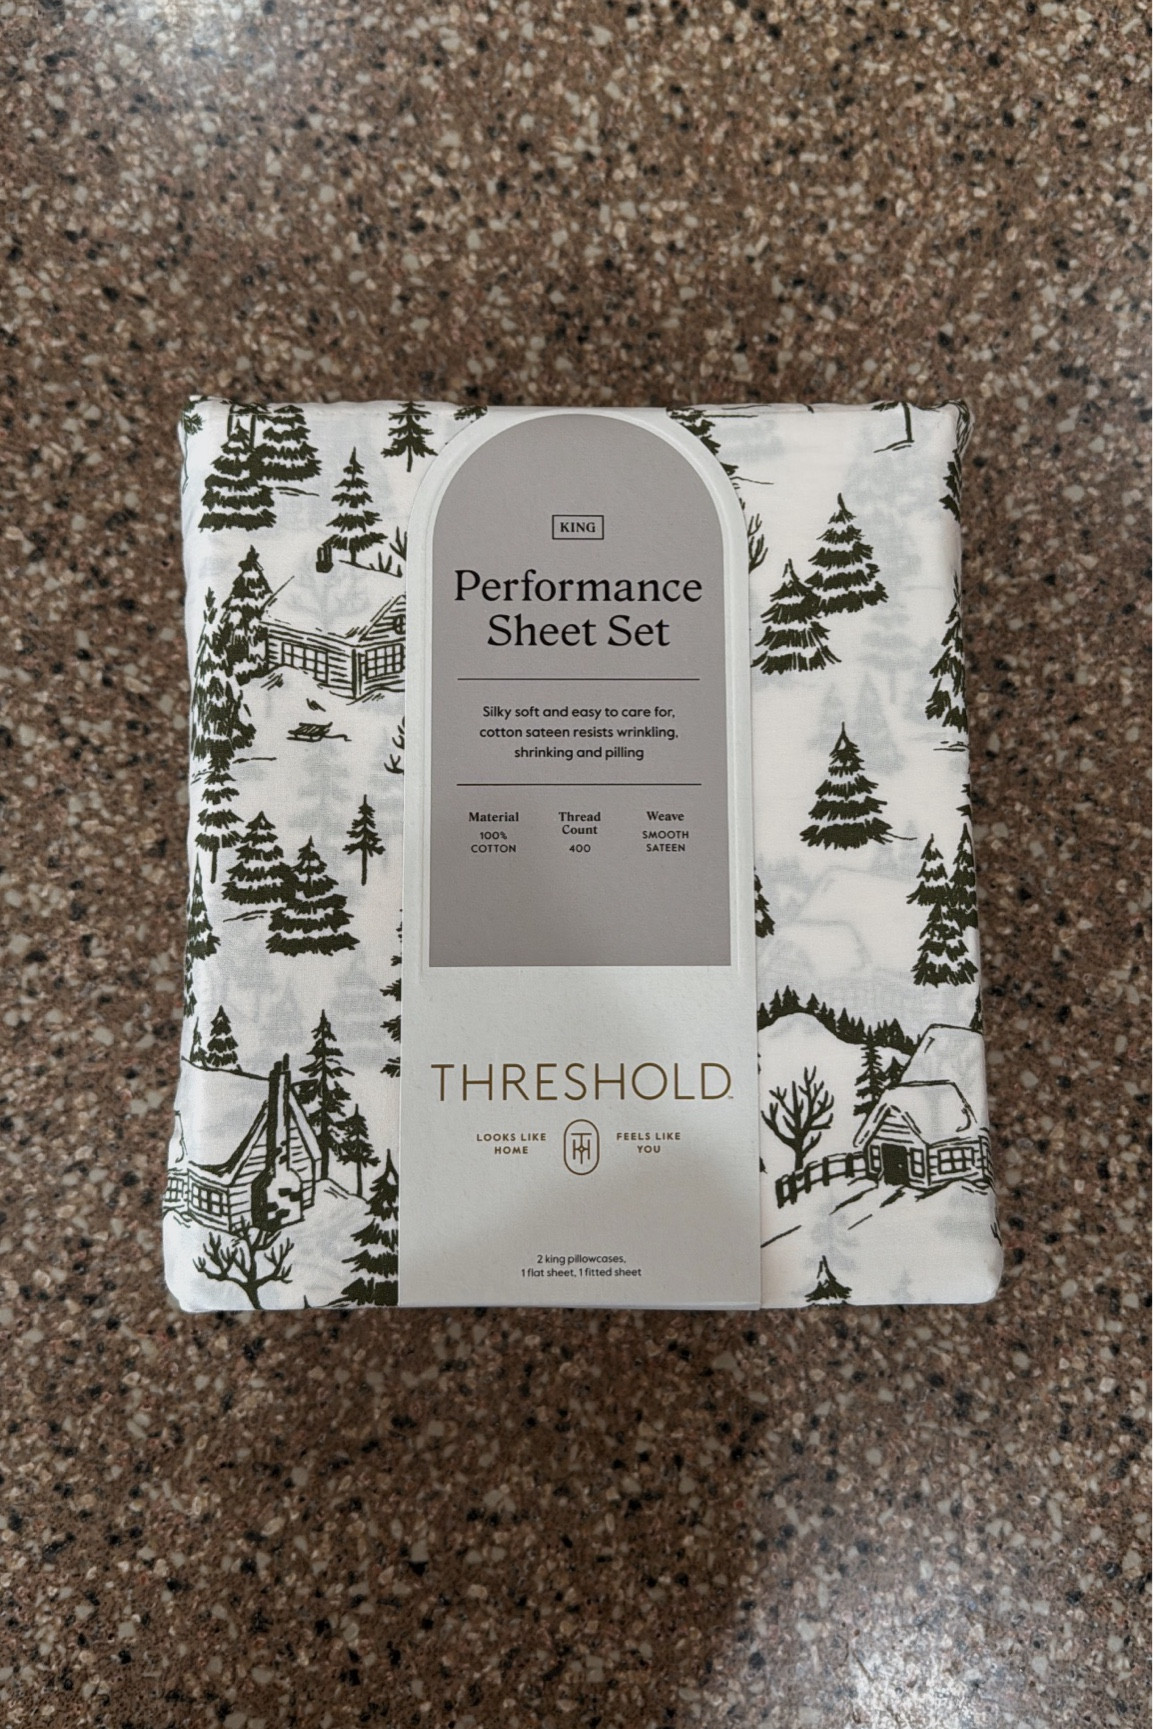 KING
Performance
Sheet Set
Silky soft and easy to care for,
cotton sateen resists wrinkling,
shrinking and pilling
Material
100%
COTTON
Thread
Count
400
Weave
SMOOTH
SATEEN
THRESHOLD™
LOOKS LIKE
HOME
FEELS LIKE
YOU
2 king pillowcases,
1 flat sheet, 1 fitted sheet